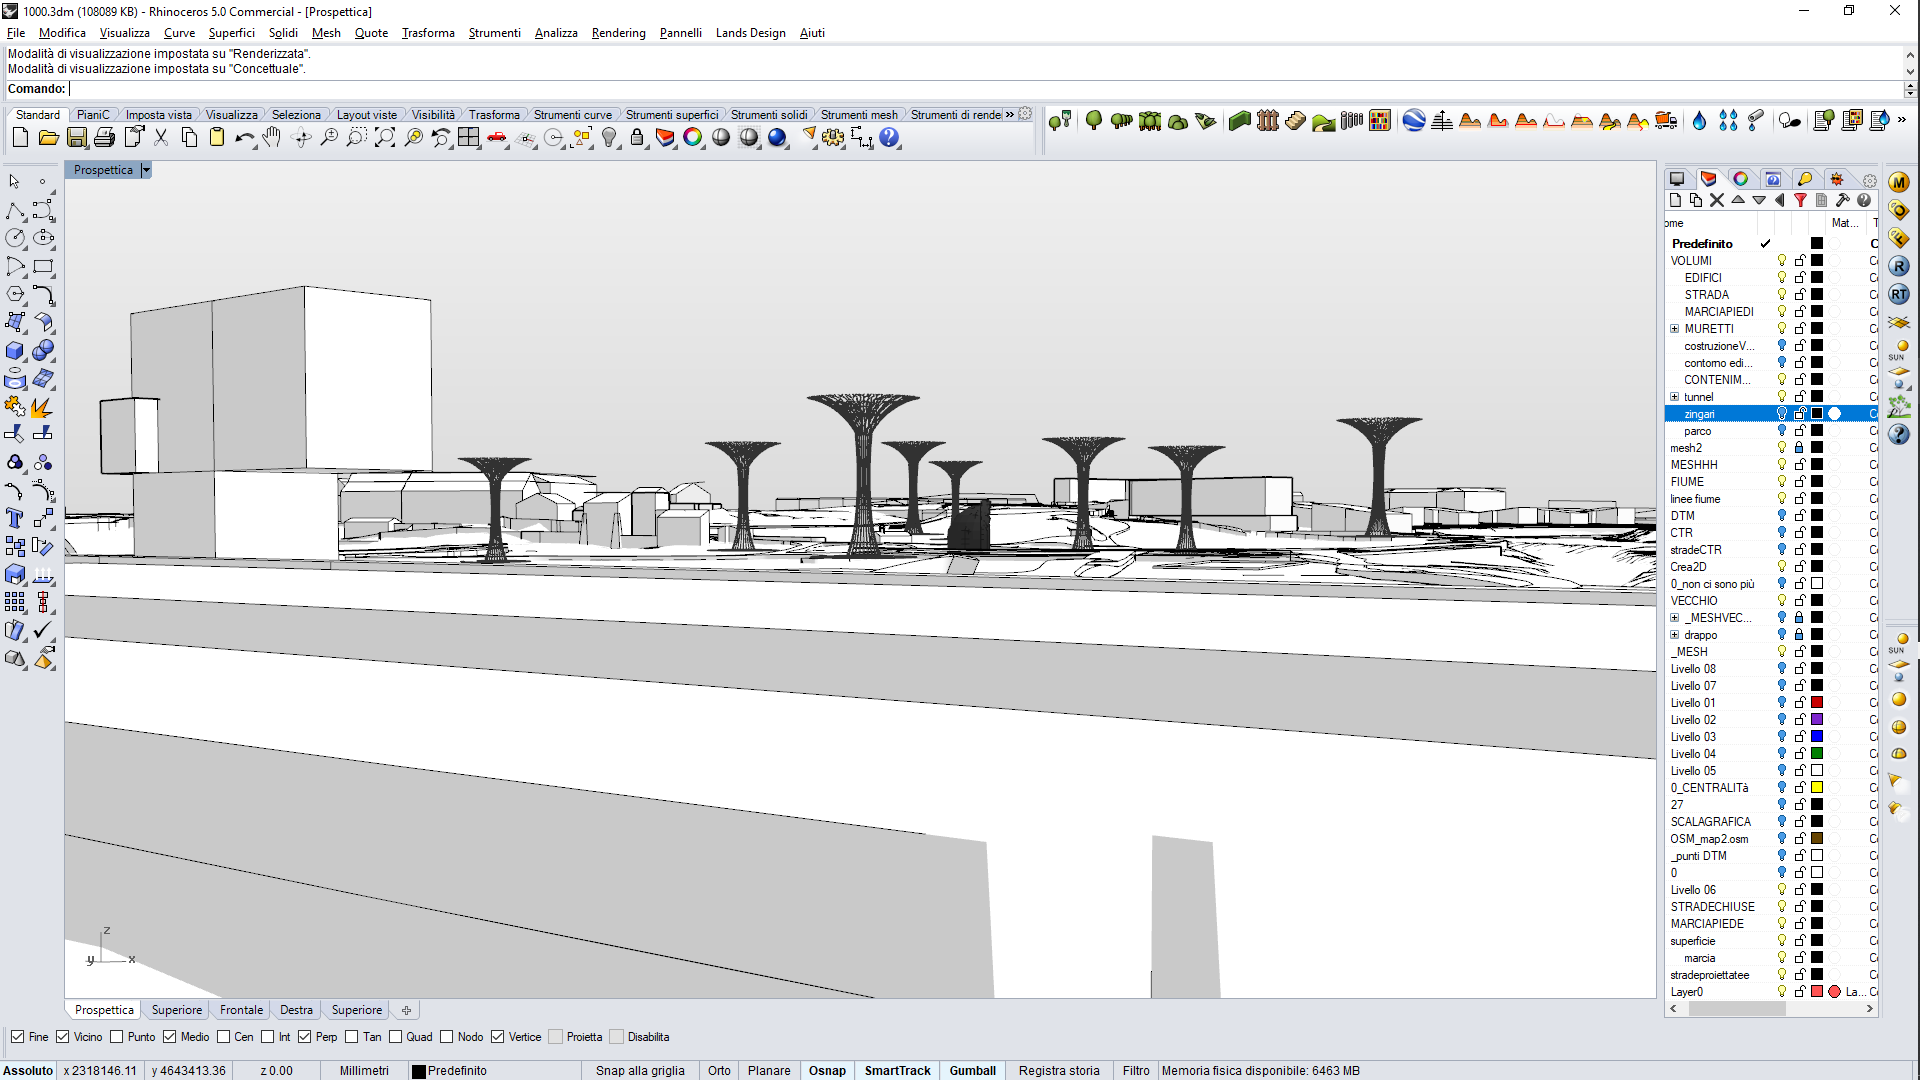 1000.3dm (108089 KB) - Rhinoceros 5.0 Commercial - [Prospettica]
File Modifica Visualizza Curve Superfici Solidi Mesh Quote Trasforma Strumenti Analizza Rendering Pannelli Lands Design Aiuti
Modalità di visualizzazione impostata su "Renderizzata".
Modalità di visualizzazione impostata su "Concettuale".
Comando:
Standard PianiC Imposta vista Visualizza Seleziona Layout viste Visibilità Trasforma Strumenti curve Strumenti superfici Strumenti solidi Strumenti mesh Strumenti di rende »
Prospettica
ome Mat... T
Predefinito
VOLUMI
EDIFICI
STRADA
MARCIAPIEDI
MURETTI
costruzioneV...
contorno edi...
CONTENIM...
tunnel
zingari
parco
mesh2
MESHHH
FIUME
linee fiume
DTM
CTR
stradeCTR
Crea2D
0_non ci sono più
VECCHIO
_MESHVEC...
drappo
_MESH
Livello 08
Livello 07
Livello 01
Livello 02
Livello 03
Livello 04
Livello 05
0_CENTRALITà
27
SCALAGRAFICA
OSM_map2.osm
_punti DTM
0
Livello 06
STRADECHIUSE
MARCIAPIEDE
superficie
marcia
stradeproiettatee
Layer0 La...
M
O
F
R
RT
SUN
SUN
z
y x
Prospettica Superiore Frontale Destra Superiore
Fine Vicino Punto Medio Cen Int Perp Tan Quad Nodo Vertice Proietta Disabilita
Assoluto x 2318146.11 y 4643413.36 z 0.00 Millimetri Predefinito Snap alla griglia Orto Planare Osnap SmartTrack Gumball Registra storia Filtro Memoria fisica disponibile: 6463 MB